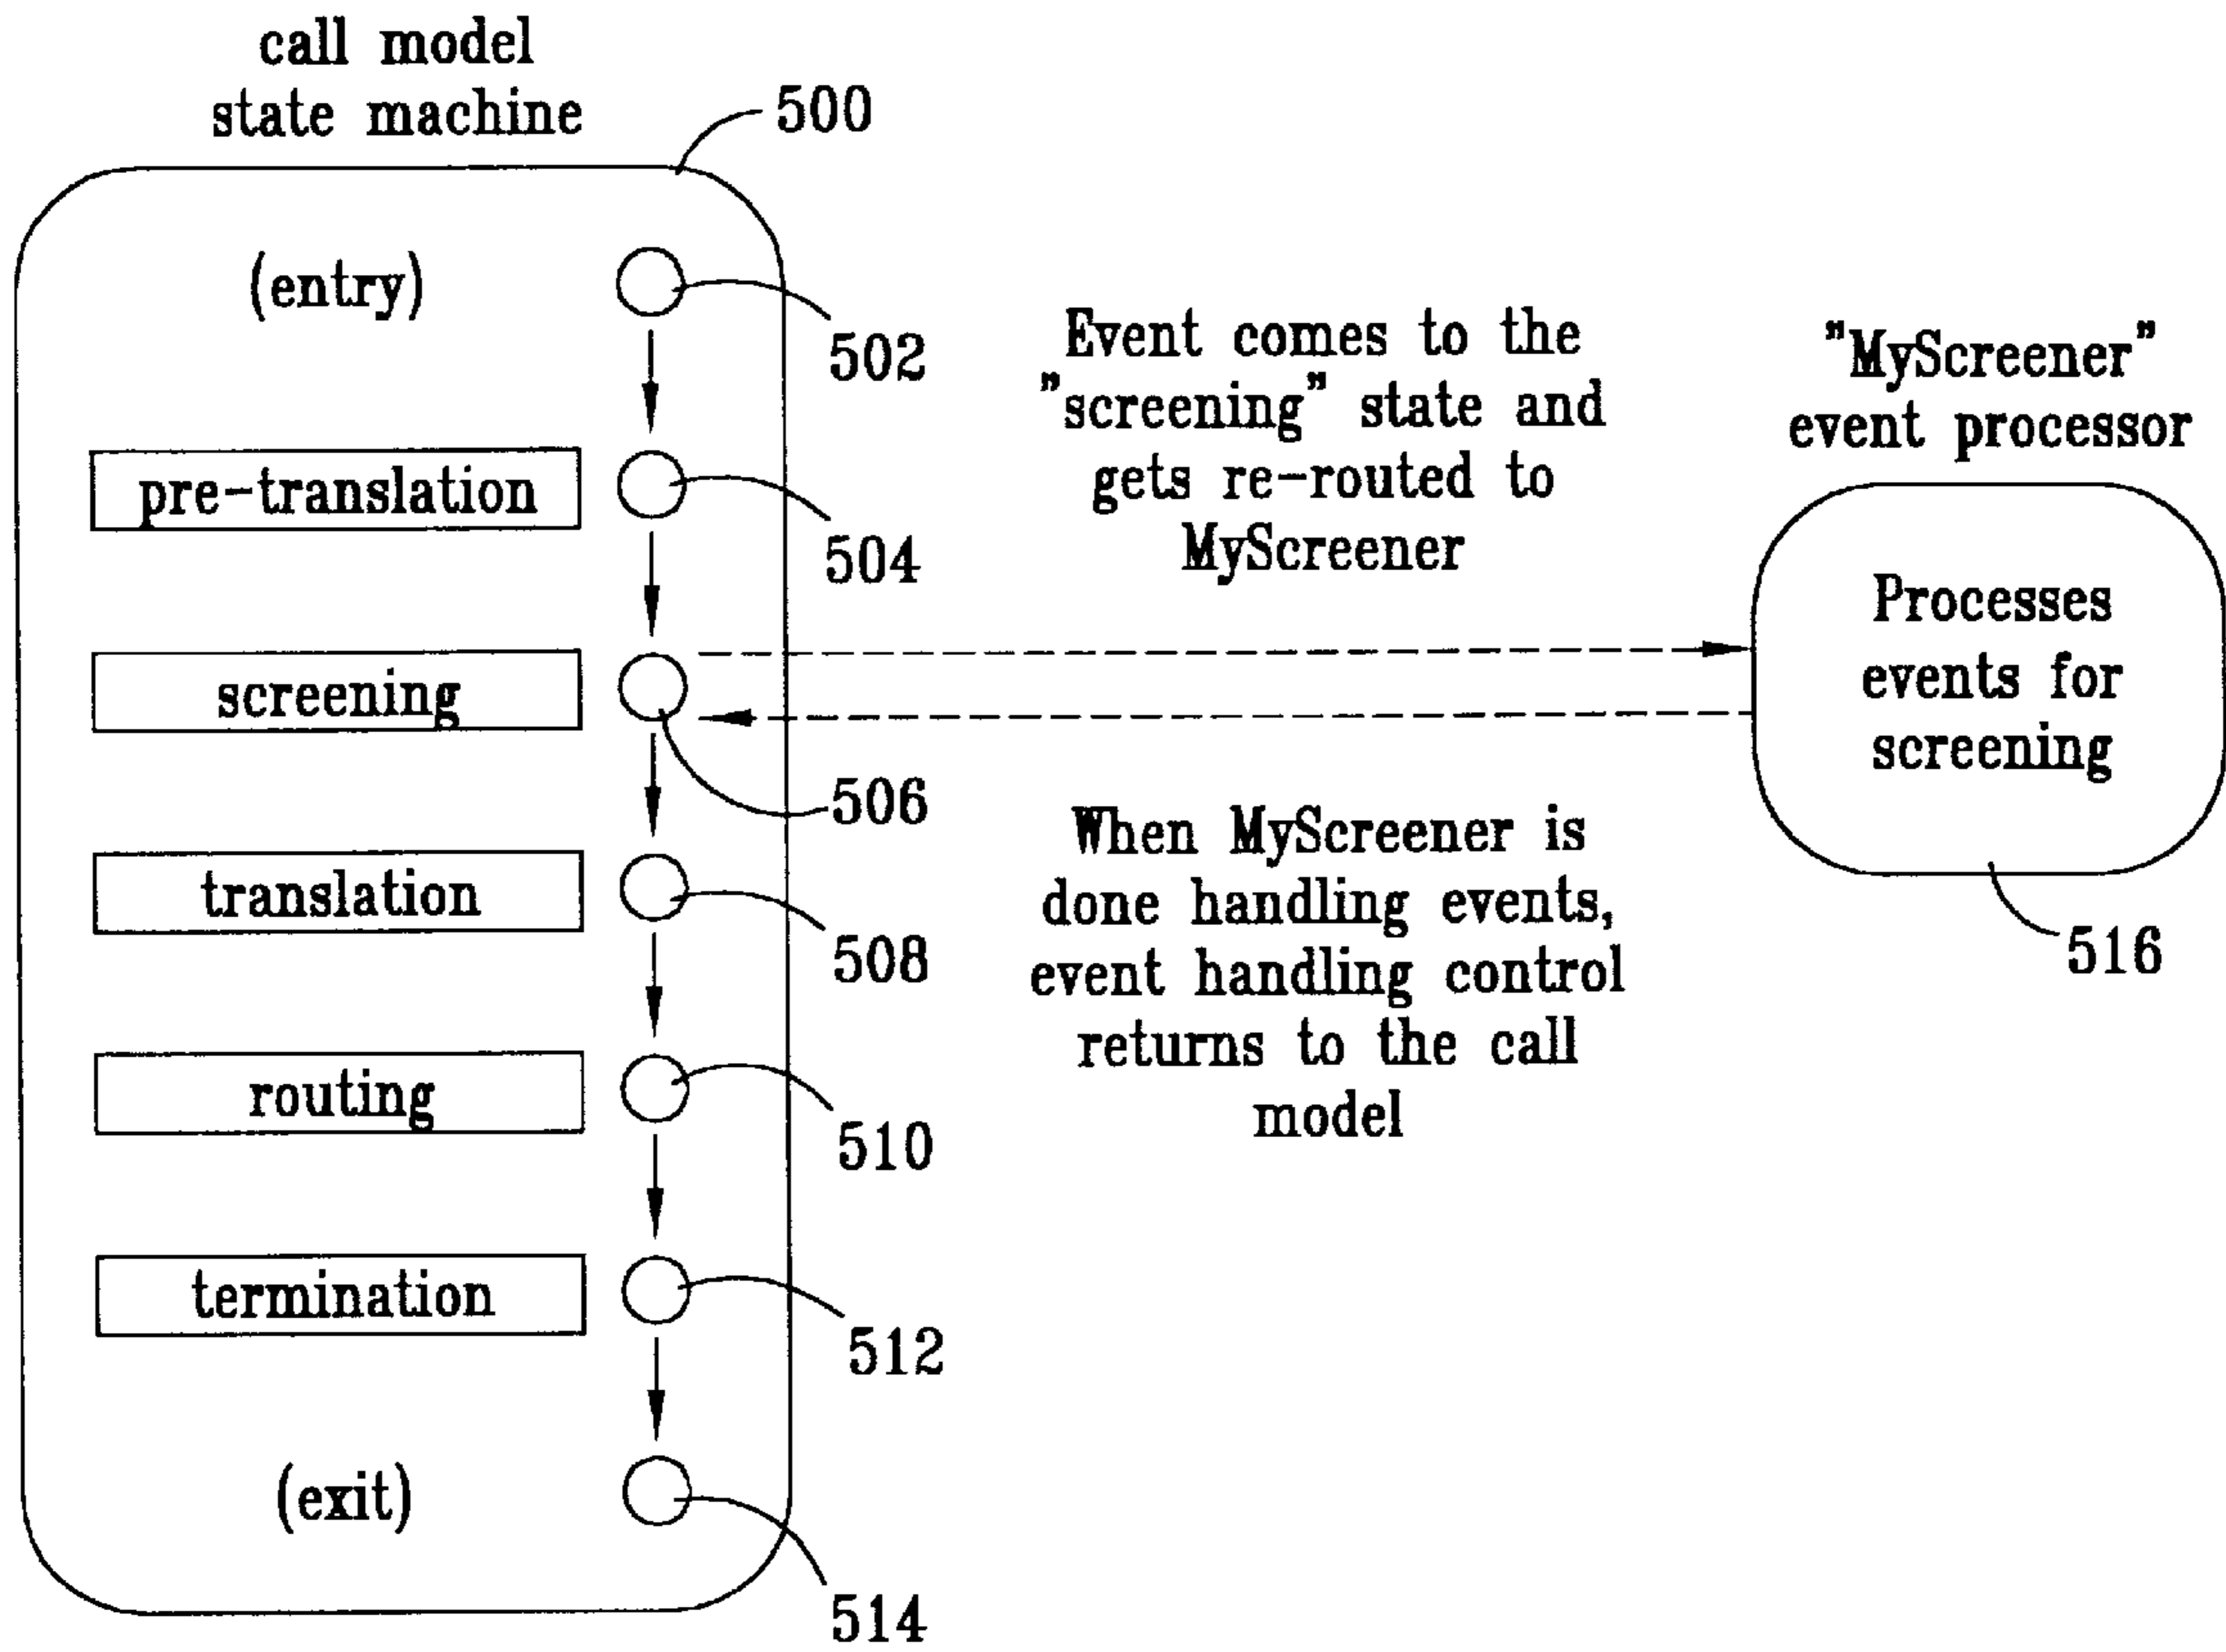 call model
state machine
500
(entry)
502
pre-translation
504
screening
506
translation
508
routing
510
termination
512
(exit)
514
Event comes to the
"screening" state and
gets re-routed to
MyScreener
When MyScreener is
done handling events,
event handling control
returns to the call
model
"MyScreener"
event processor
Processes
events for
screening
516